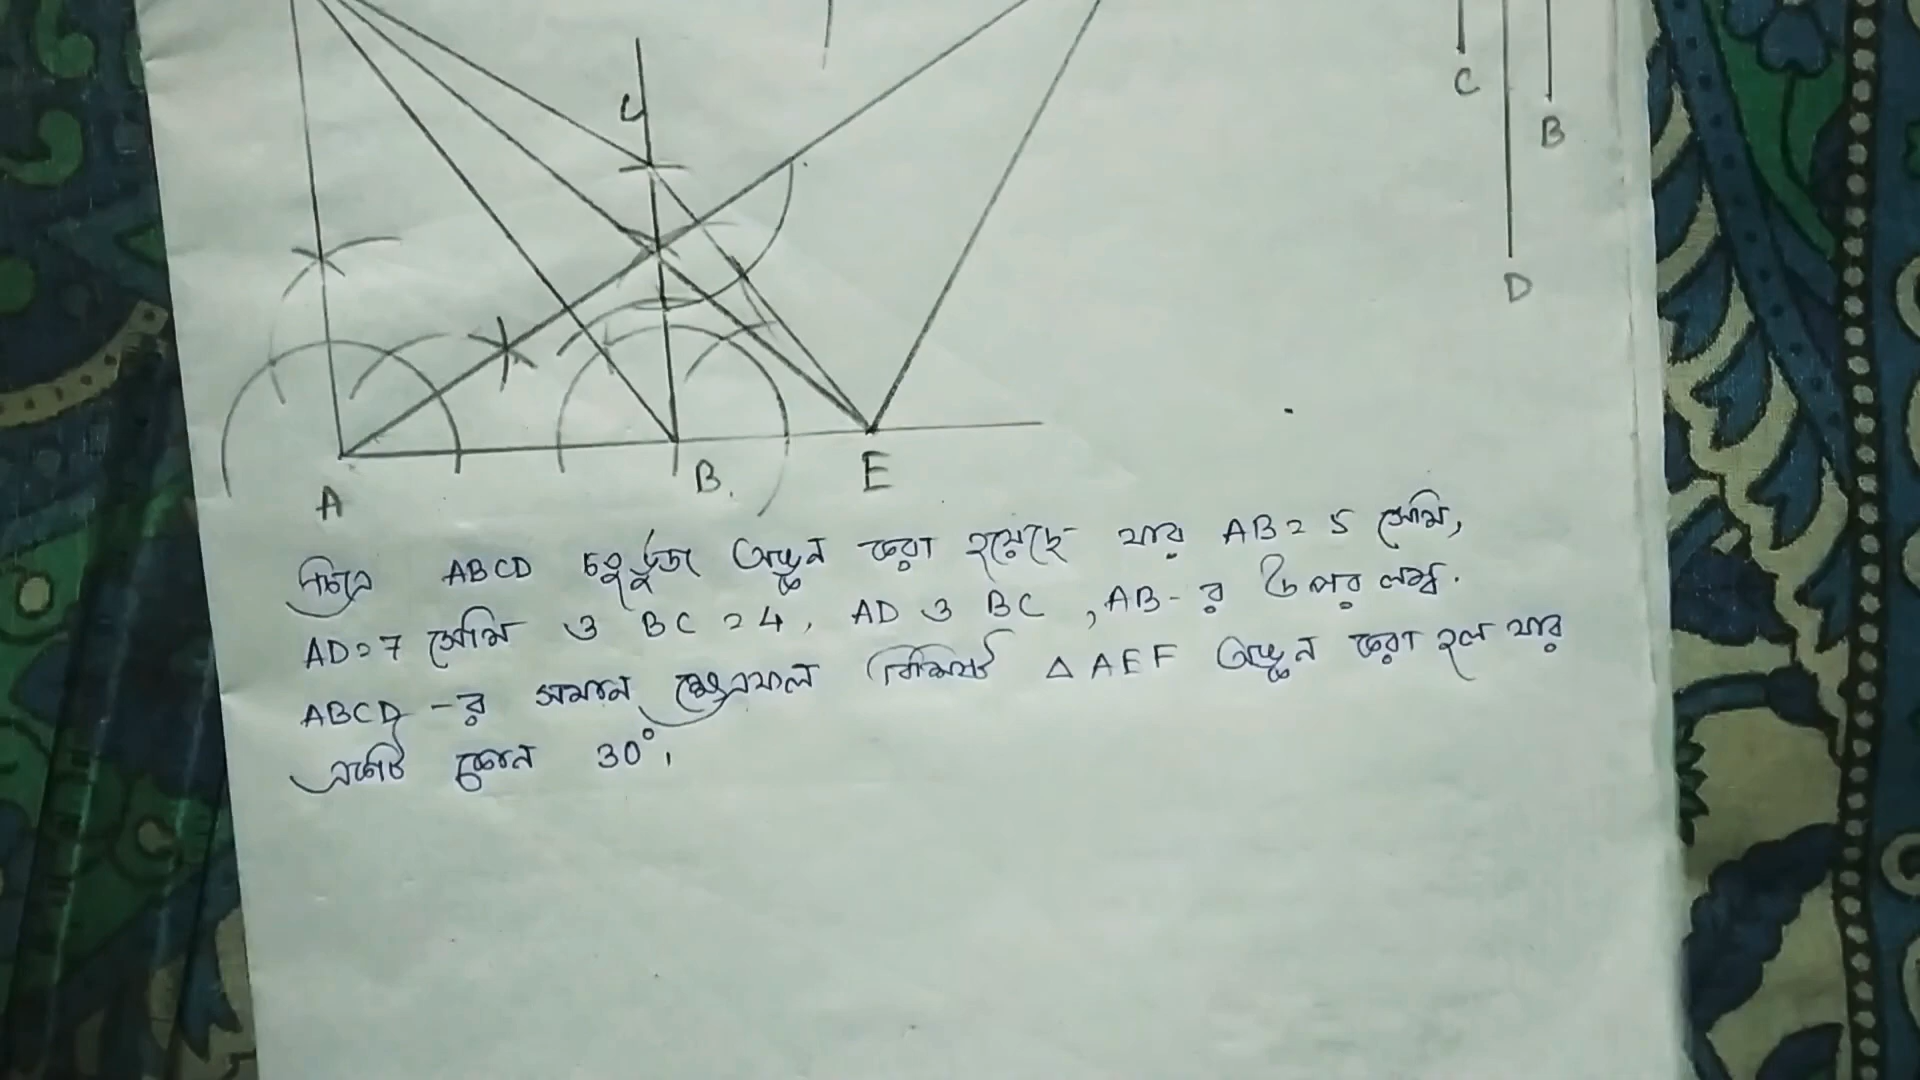 C
C
B
D
A
B.
E
চিত্রে ABCD চতুর্ভুজ অঙ্কন করা হয়েছে যার AB = 5 সেমি,
AD = 7 সেমি ও BC = 4, AD ও BC, AB-র উপর লম্ব.
ABCD -র সমান ক্ষেত্রফল বিশিষ্ট △ AEF অঙ্কন করা হল যার
একটি কোন 30°,